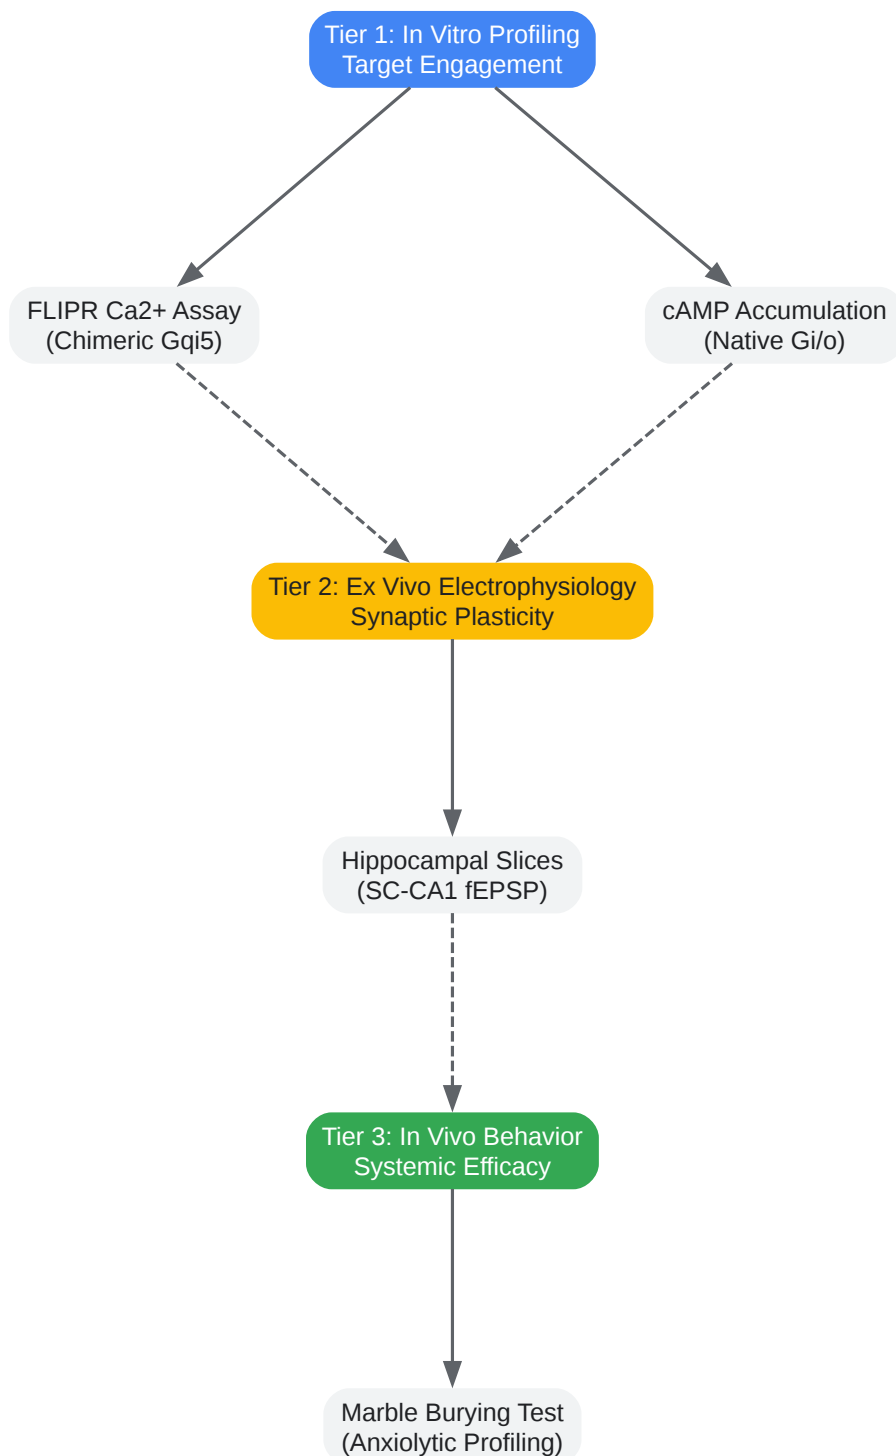 Tier 1: In Vitro Profiling
Target Engagement
FLIPR Ca2+ Assay
(Chimeric Gqi5)
cAMP Accumulation
(Native Gi/o)
Tier 2: Ex Vivo Electrophysiology
Synaptic Plasticity
Hippocampal Slices
(SC-CA1 fEPSP)
Tier 3: In Vivo Behavior
Systemic Efficacy
Marble Burying Test
(Anxiolytic Profiling)